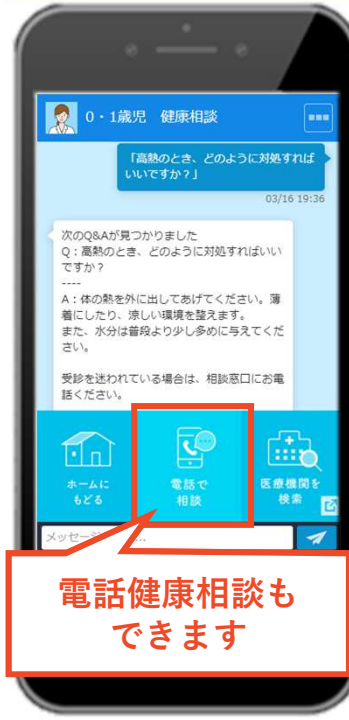 0・1歳児 健康相談
「高熱のとき、どのように対処すれば
いいですか？」
03/16 19:36
次のQ&Aが見つかりました
Q：高熱のとき、どのように対処すればいい
ですか？
----
A：体の熱を外に出してあげてください。薄
着にしたり、涼しい環境を整えます。
また、水分は普段より少し多めに与えてくだ
さい。
受診を迷われている場合は、相談窓口にお電
話ください。
ホームに
もどる
電話で
相談
医療機関を
検索
メッセー
電話健康相談も
できます